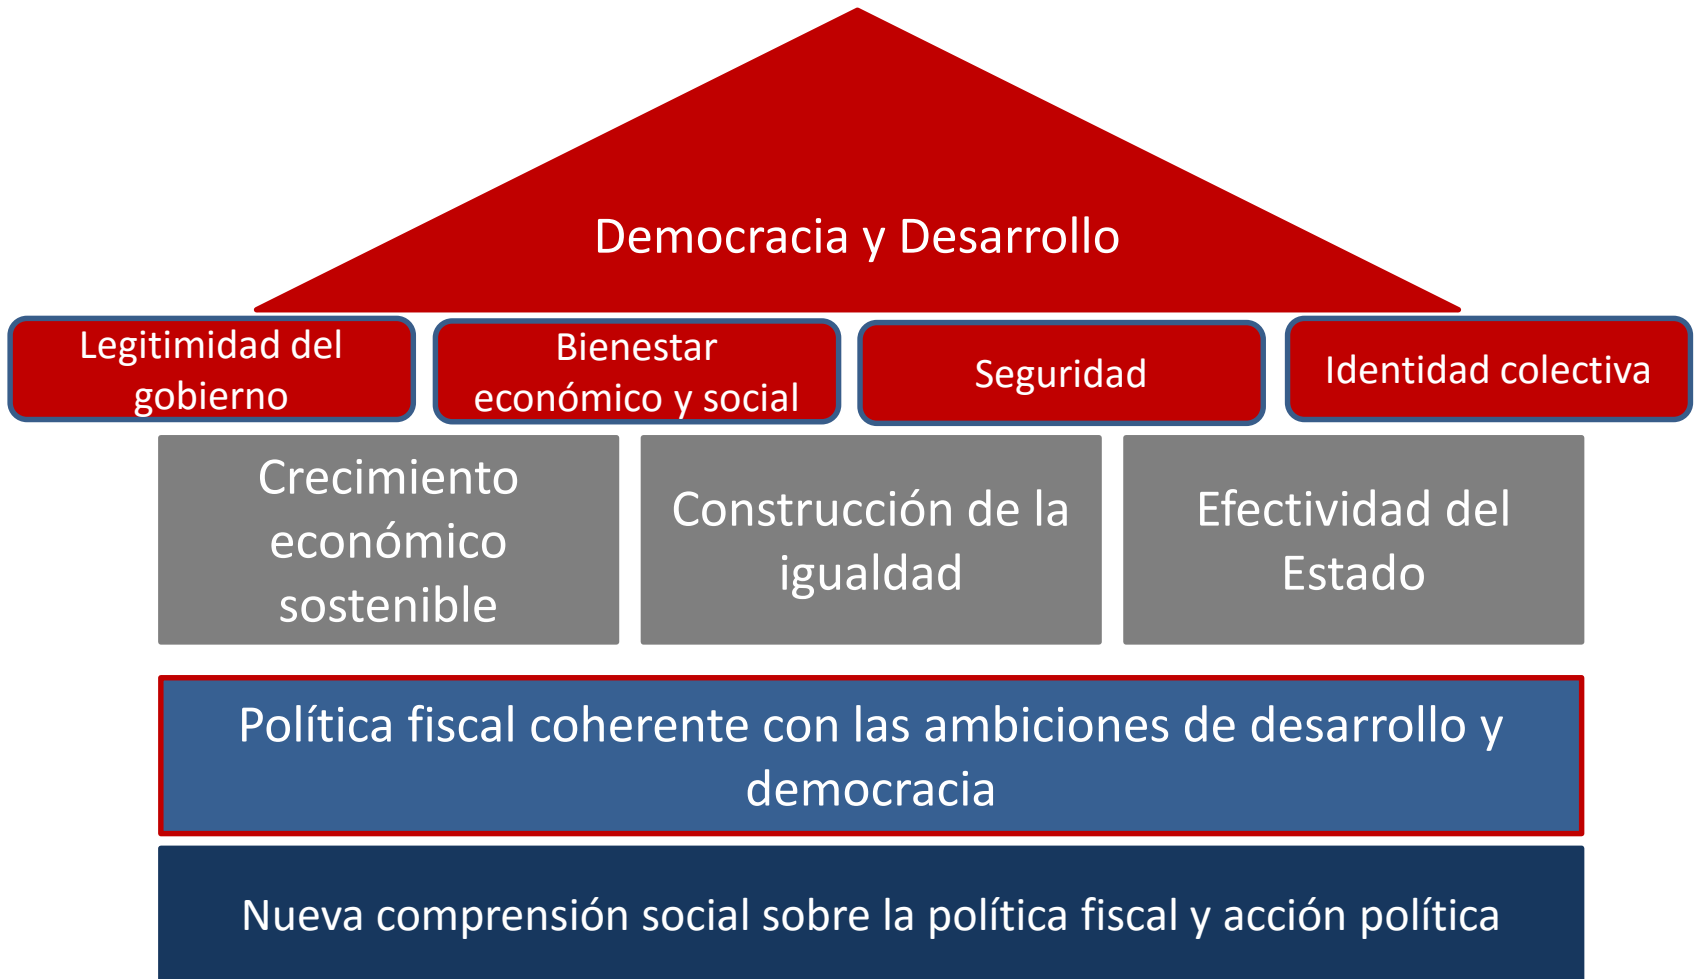 Democracia y Desarrollo
Legitimidad del
gobierno
Bienestar
económico y social
Seguridad
Identidad colectiva
Crecimiento
económico
sostenible
Construcción de la
igualdad
Efectividad del
Estado
Política fiscal coherente con las ambiciones de desarrollo y
democracia
Nueva comprensión social sobre la política fiscal y acción política